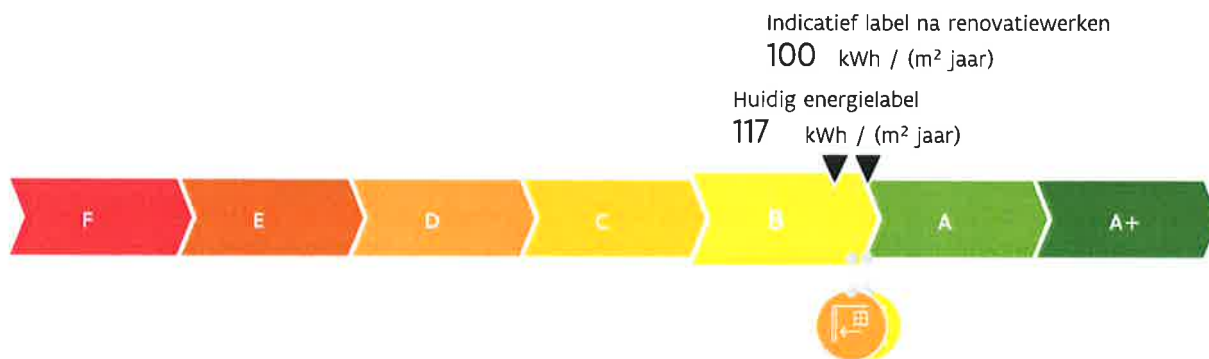 Indicatief label na renovatiewerken
100 kWh / (m² jaar)
Huidig energielabel
117 kWh / (m² jaar)
F E D C B A A+